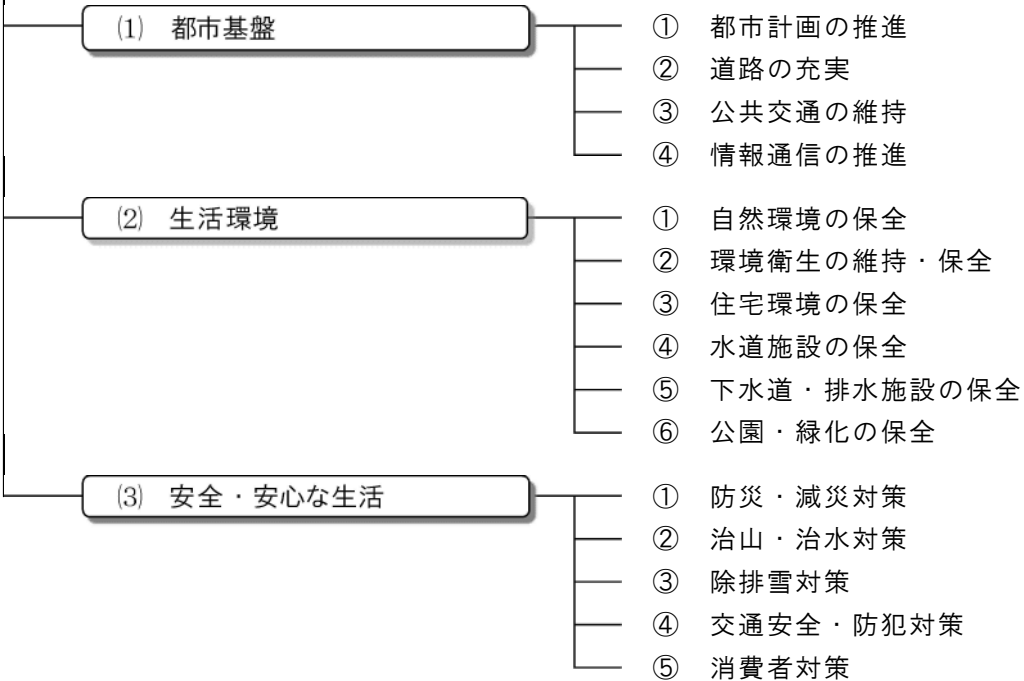 ⑴ 都市基盤
① 都市計画の推進
② 道路の充実
③ 公共交通の維持
④ 情報通信の推進
⑵ 生活環境
① 自然環境の保全
② 環境衛生の維持・保全
③ 住宅環境の保全
④ 水道施設の保全
⑤ 下水道・排水施設の保全
⑥ 公園・緑化の保全
⑶ 安全・安心な生活
① 防災・減災対策
② 治山・治水対策
③ 除排雪対策
④ 交通安全・防犯対策
⑤ 消費者対策